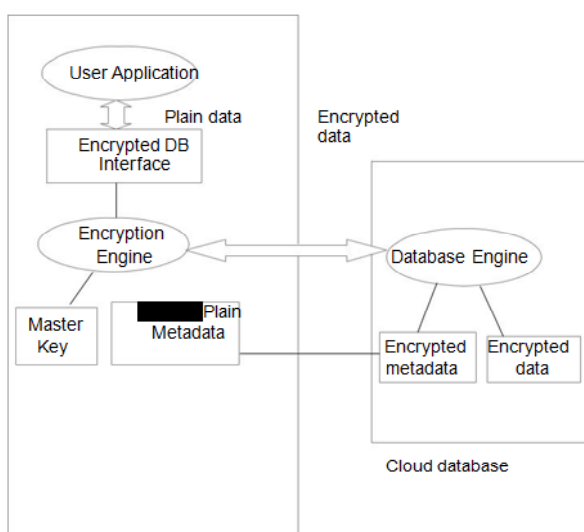 User Application
Plain data
Encrypted
data
Encrypted DB
Interface
Encryption
Engine
Database Engine
Master
Key
Plain
Metadata
Encrypted
metadata
Encrypted
data
Cloud database